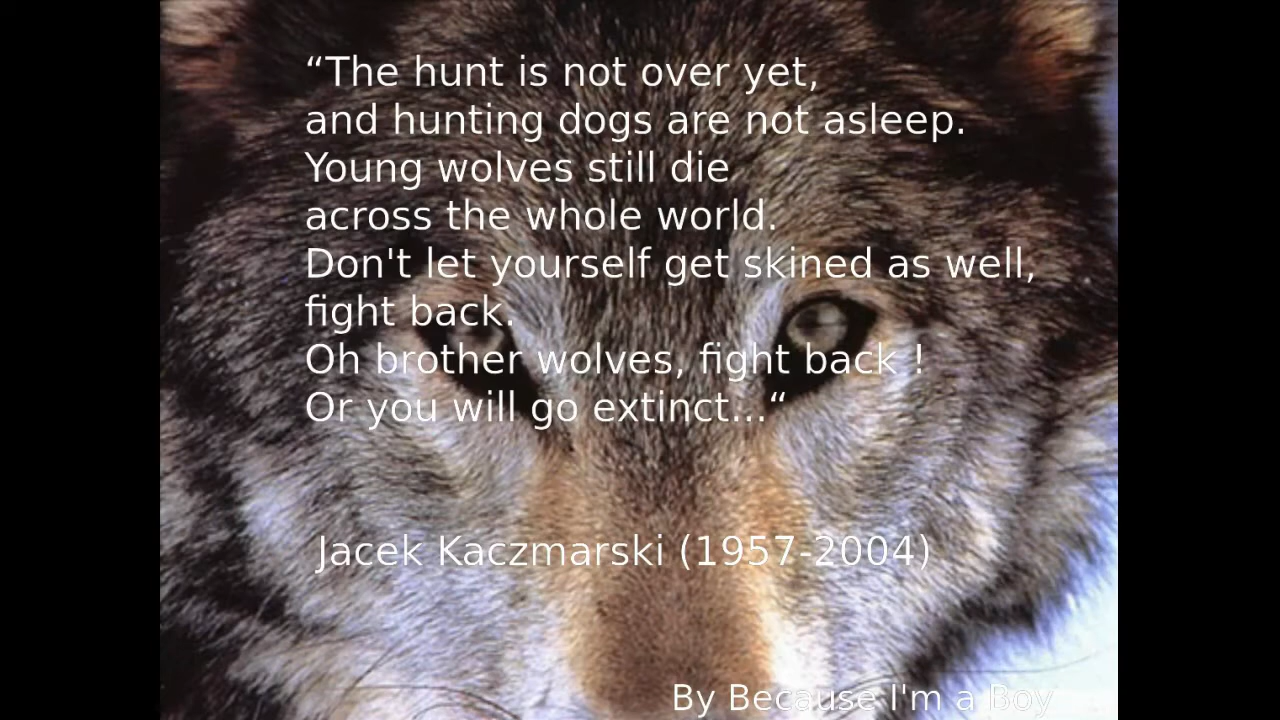 “The hunt is not over yet,
and hunting dogs are not asleep.
Young wolves still die
across the whole world.
Don't let yourself get skined as well,
fight back.
Oh brother wolves, fight back !
Or you will go extinct...“
Jacek Kaczmarski (1957-2004)
By Because I'm a Boy